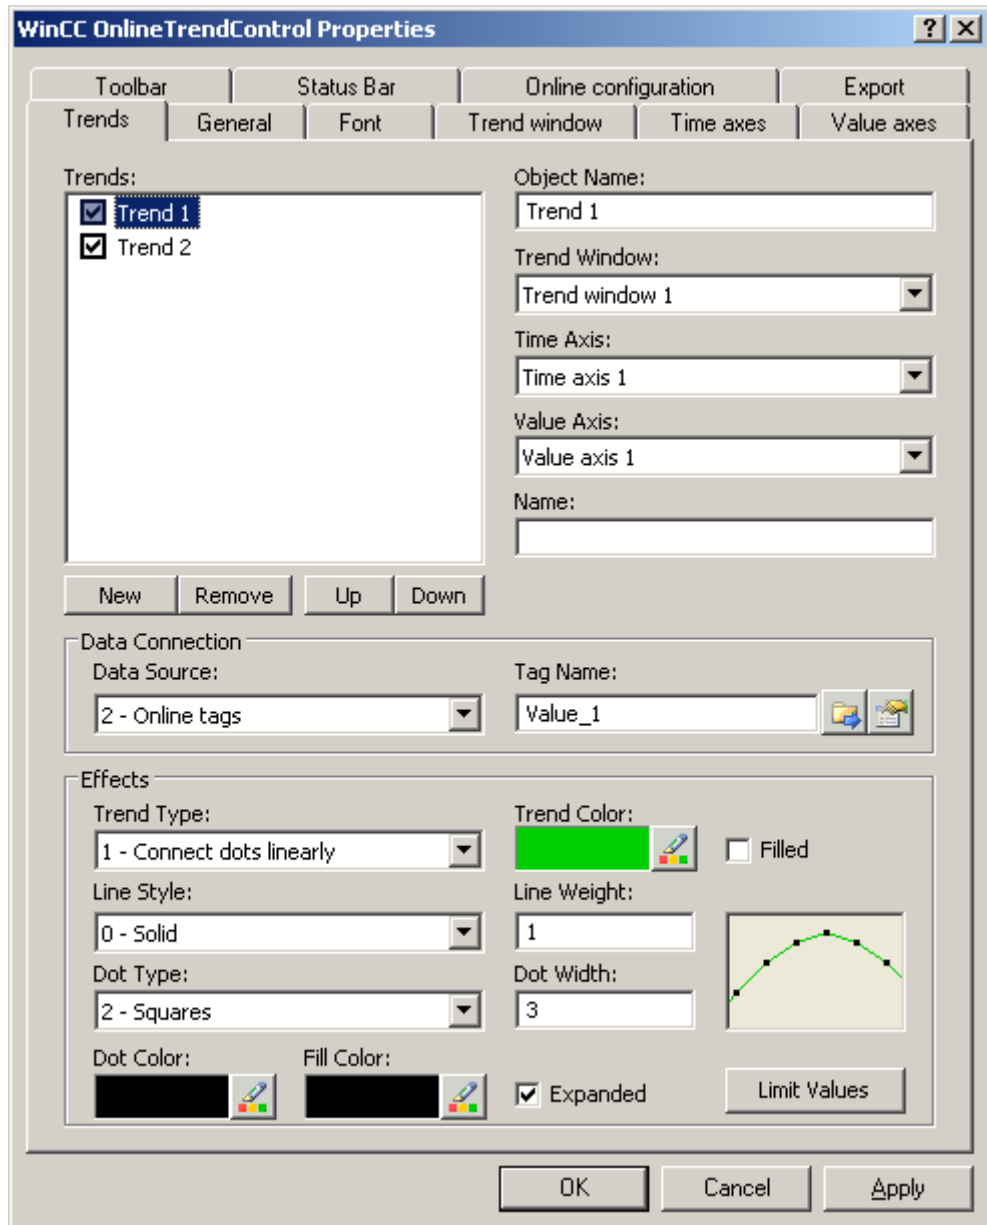 WinCC OnlineTrendControl Properties
Toolbar Status Bar Online configuration Export
Trends General Font Trend window Time axes Value axes
Trends:
Trend 1
Trend 2
New Remove Up Down
Object Name:
Trend 1
Trend Window:
Trend window 1
Time Axis:
Time axis 1
Value Axis:
Value axis 1
Name:
Data Connection
Data Source:
2 - Online tags
Tag Name:
Value_1
Effects
Trend Type:
1 - Connect dots linearly
Trend Color:
Filled
Line Style:
0 - Solid
Line Weight:
1
Dot Type:
2 - Squares
Dot Width:
3
Dot Color:
Fill Color:
Expanded
Limit Values
OK Cancel Apply